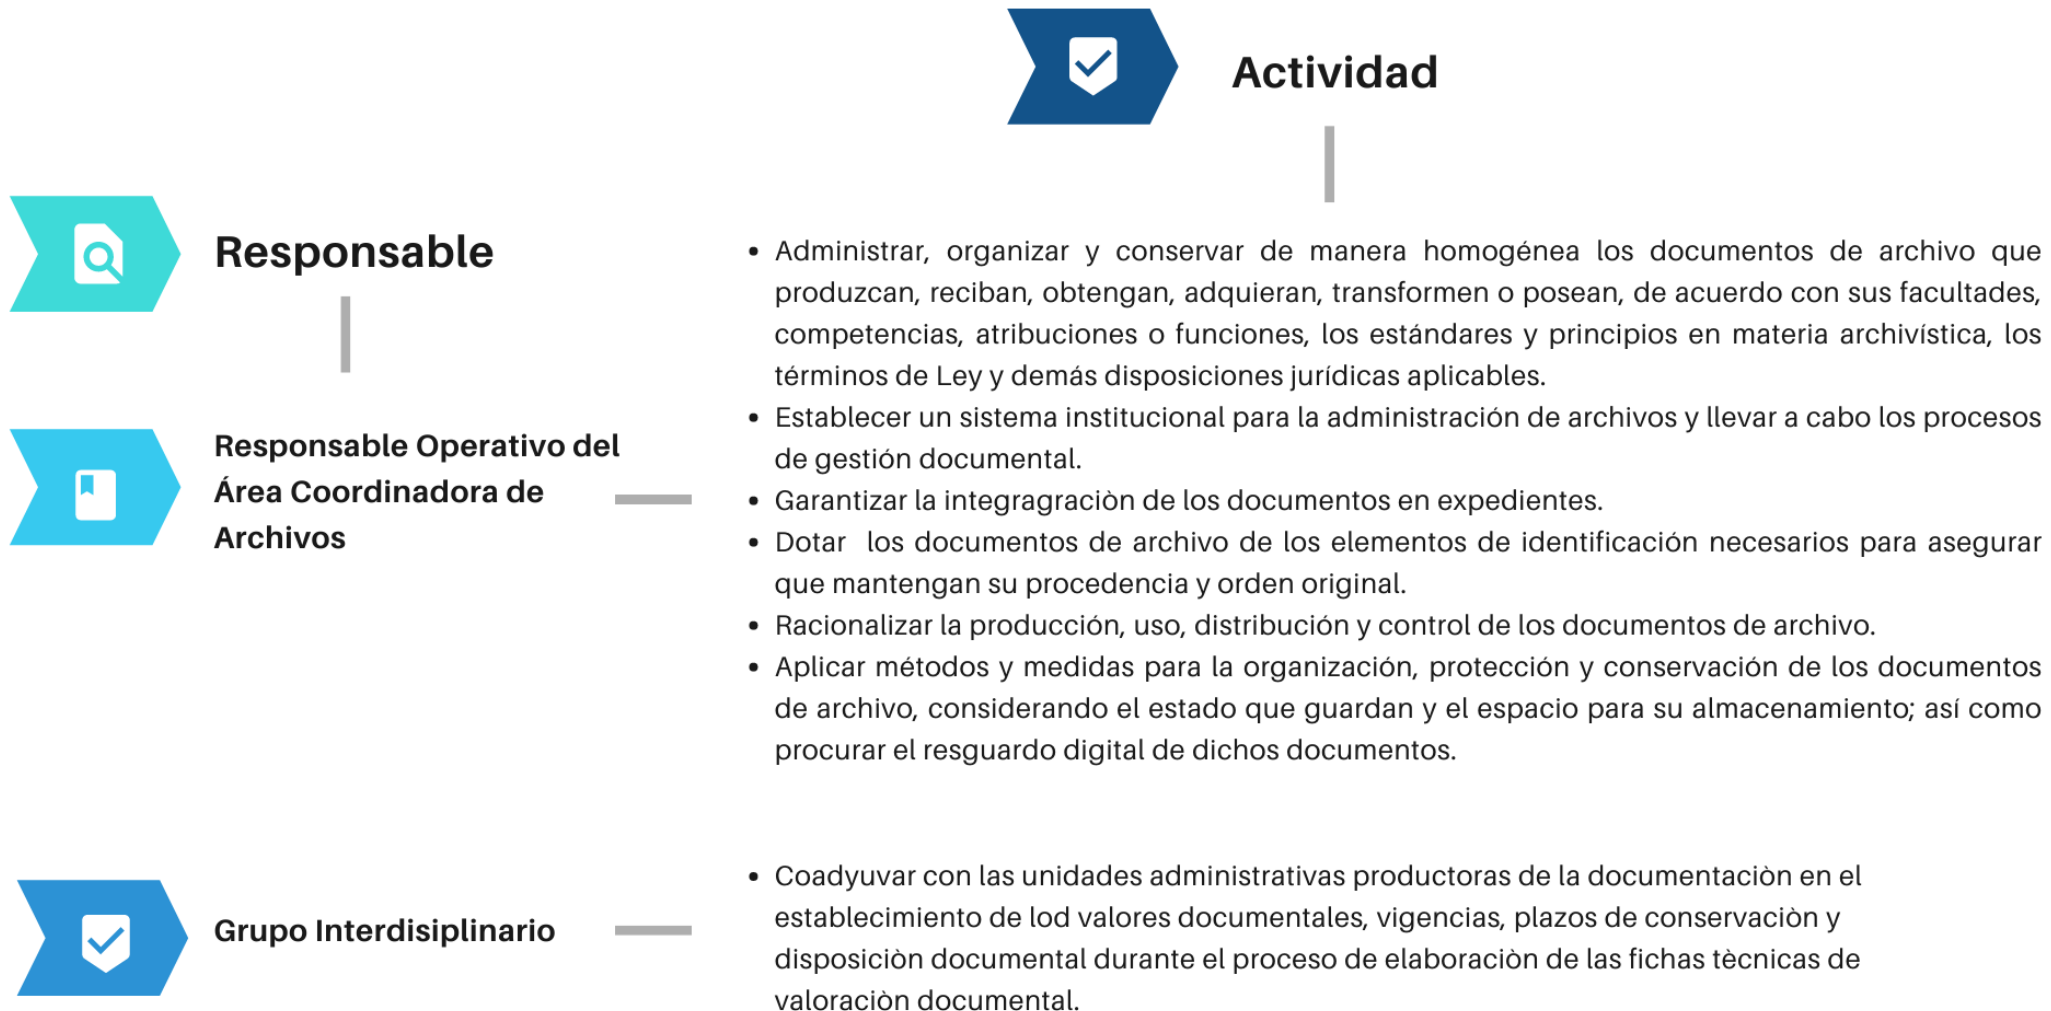 Actividad
Responsable
Responsable Operativo del
Área Coordinadora de
Archivos
• Administrar, organizar y conservar de manera homogénea los documentos de archivo que
produzcan, reciban, obtengan, adquieran, transformen o posean, de acuerdo con sus facultades,
competencias, atribuciones o funciones, los estándares y principios en materia archivística, los
términos de Ley y demás disposiciones jurídicas aplicables.
• Establecer un sistema institucional para la administración de archivos y llevar a cabo los procesos
de gestión documental.
• Garantizar la integragraciòn de los documentos en expedientes.
• Dotar los documentos de archivo de los elementos de identificación necesarios para asegurar
que mantengan su procedencia y orden original.
• Racionalizar la producción, uso, distribución y control de los documentos de archivo.
• Aplicar métodos y medidas para la organización, protección y conservación de los documentos
de archivo, considerando el estado que guardan y el espacio para su almacenamiento; así como
procurar el resguardo digital de dichos documentos.
Grupo Interdisiplinario
• Coadyuvar con las unidades administrativas productoras de la documentaciòn en el
establecimiento de lod valores documentales, vigencias, plazos de conservaciòn y
disposiciòn documental durante el proceso de elaboraciòn de las fichas tècnicas de
valoraciòn documental.